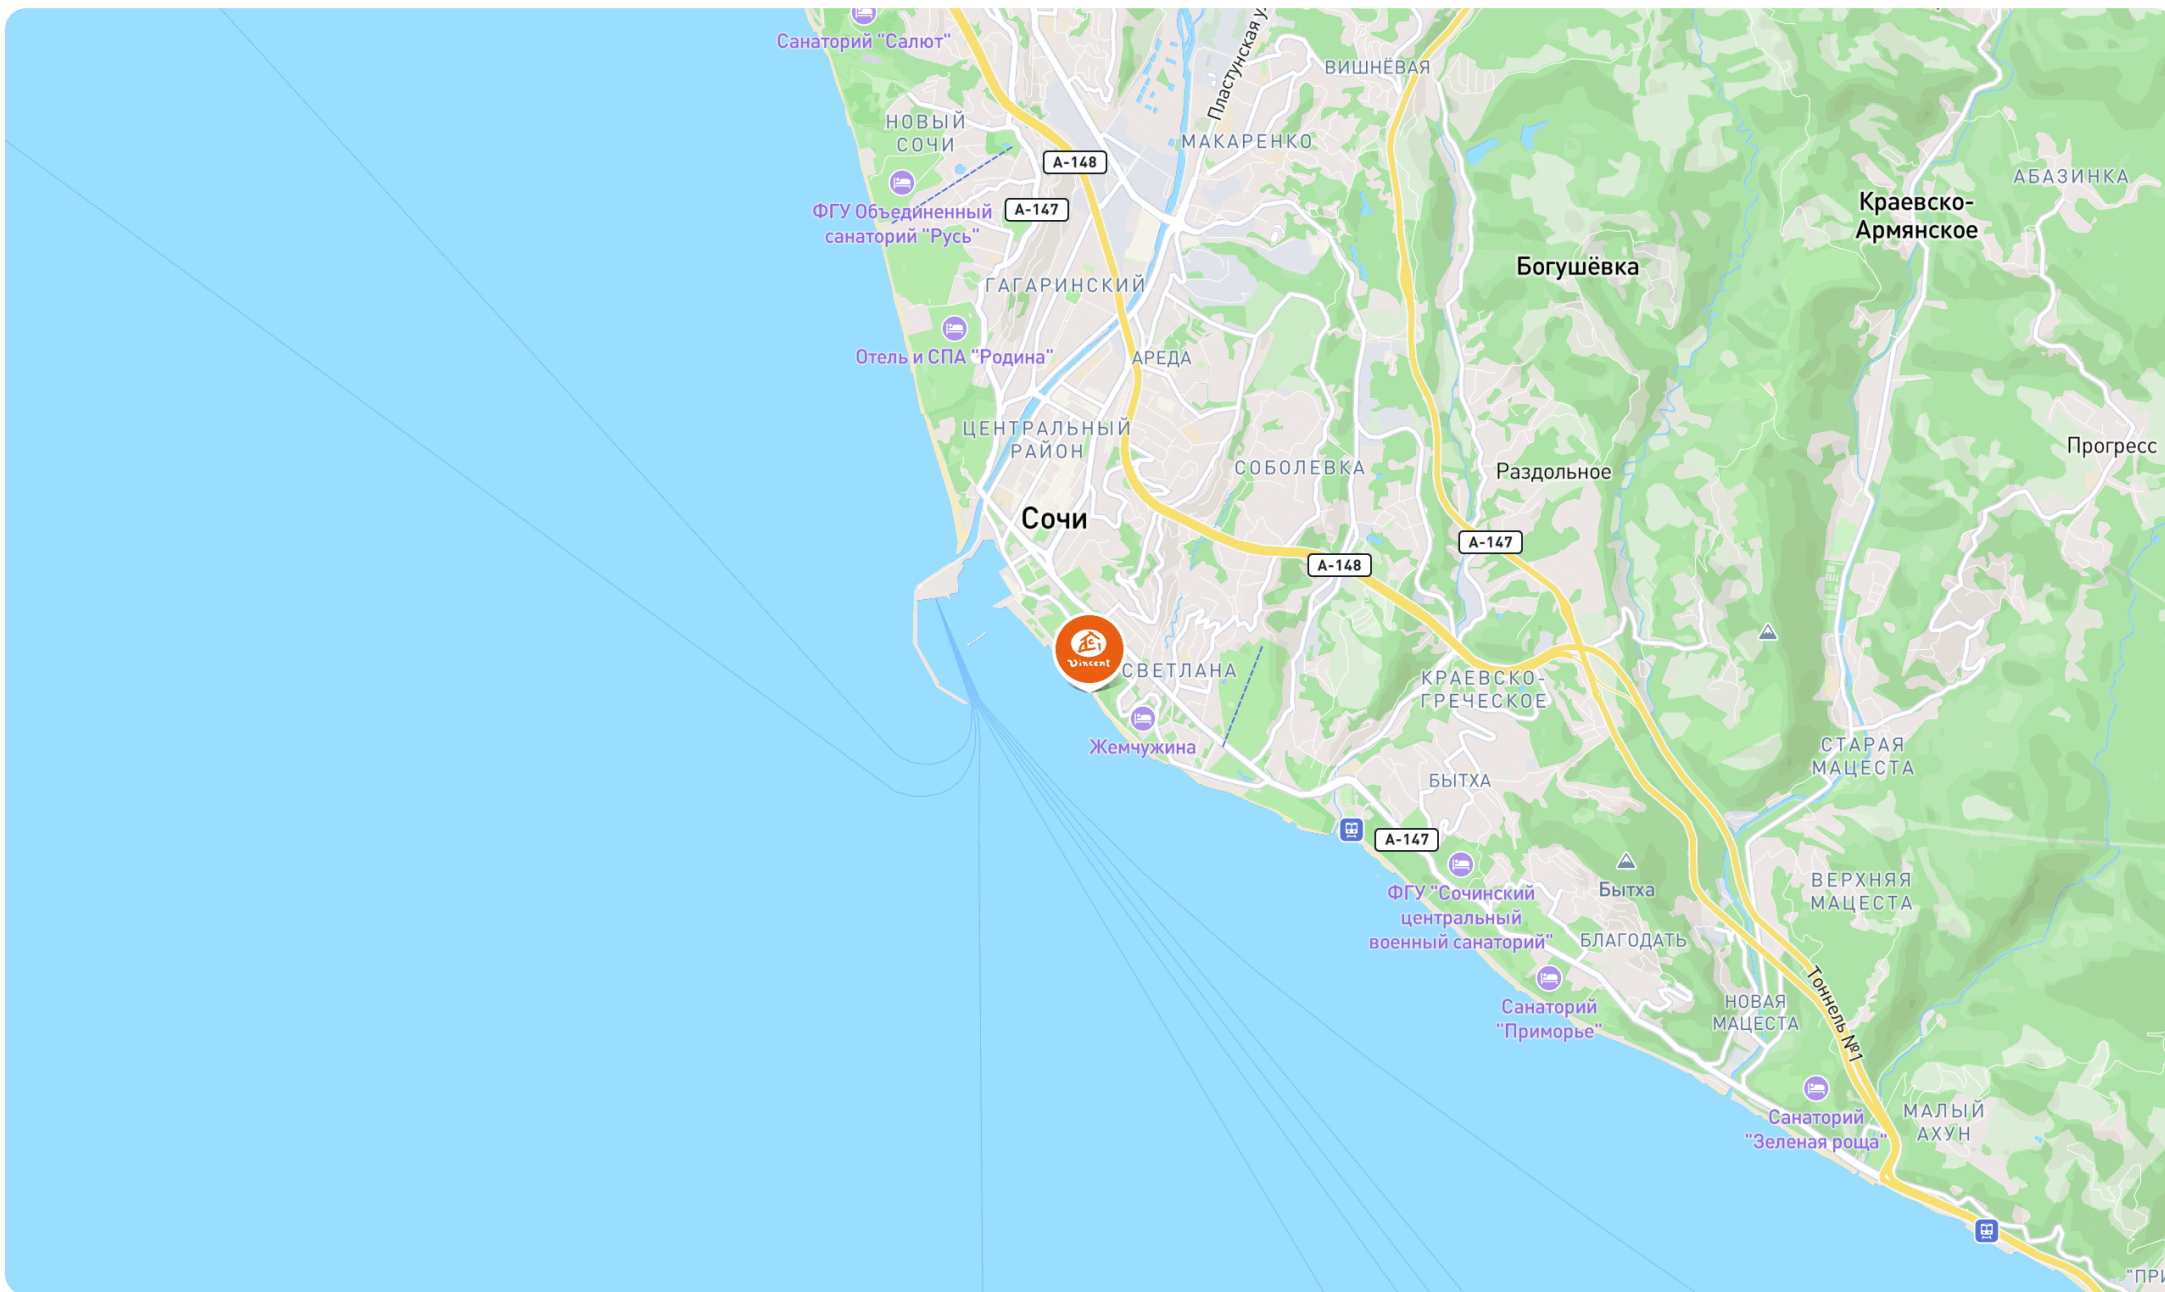 Санаторий "Салют"
Пластунская у
ВИШНЁВАЯ
НОВЫЙ
СОЧИ
МАКАРЕНКО
А-148
АБАЗИНКА
А-147
ФГУ Объединенный
санаторий "Русь"
Краевско-
Армянское
Богушёвка
ГАГАРИНСКИЙ
Отель и СПА "Родина"
АРЕДА
ЦЕНТРАЛЬНЫЙ
РАЙОН
Прогресс
СОБОЛЕВКА
Раздольное
Сочи
А-147
А-148
Vincent
СВЕТЛАНА
КРАЕВСКО-
ГРЕЧЕСКОЕ
Жемчужина
СТАРАЯ
МАЦЕСТА
БЫТХА
А-147
ФГУ "Сочинский
центральный
военный санаторий"
Бытха
ВЕРХНЯЯ
МАЦЕСТА
БЛАГОДАТЬ
Санаторий
"Приморье"
НОВАЯ
МАЦЕСТА
Тоннель №1
Санаторий
"Зеленая роща"
МАЛЫЙ
АХУН
"ПРИ